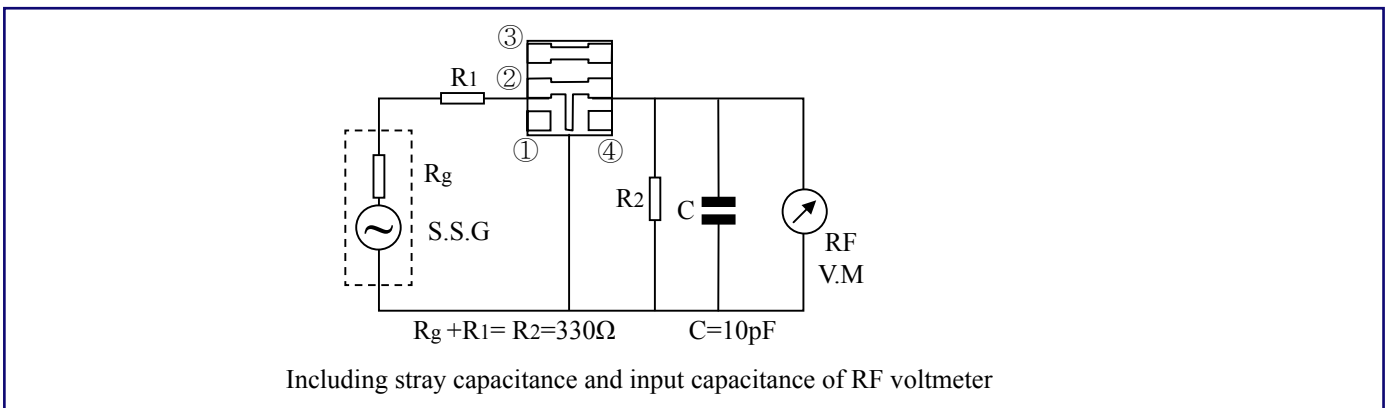 ③
R1
②
①
④
Rg
R2
C
S.S.G
RF
V.M
Rg +R1= R2=330Ω
C=10pF
Including stray capacitance and input capacitance of RF voltmeter